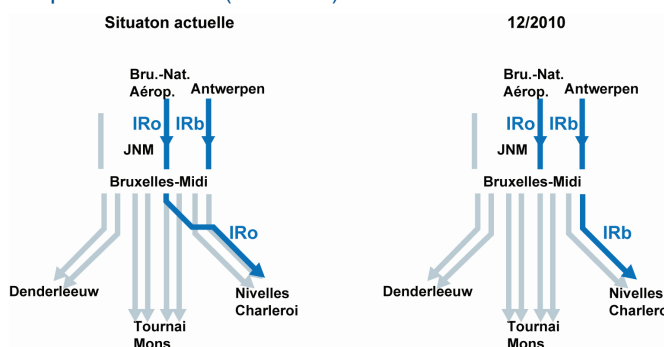 Situaton actuelle
Bru.-Nat.
Aérop.
Antwerpen
IRo
IRb
JNM
Bruxelles-Midi
IRo
Denderleeuw
Nivelles
Charleroi
Tournai
Mons
12/2010
Bru.-Nat.
Aérop.
Antwerpen
IRo
IRb
JNM
Bruxelles-Midi
IRb
Denderleeuw
Nivelles
Charleroi
Tournai
Mons